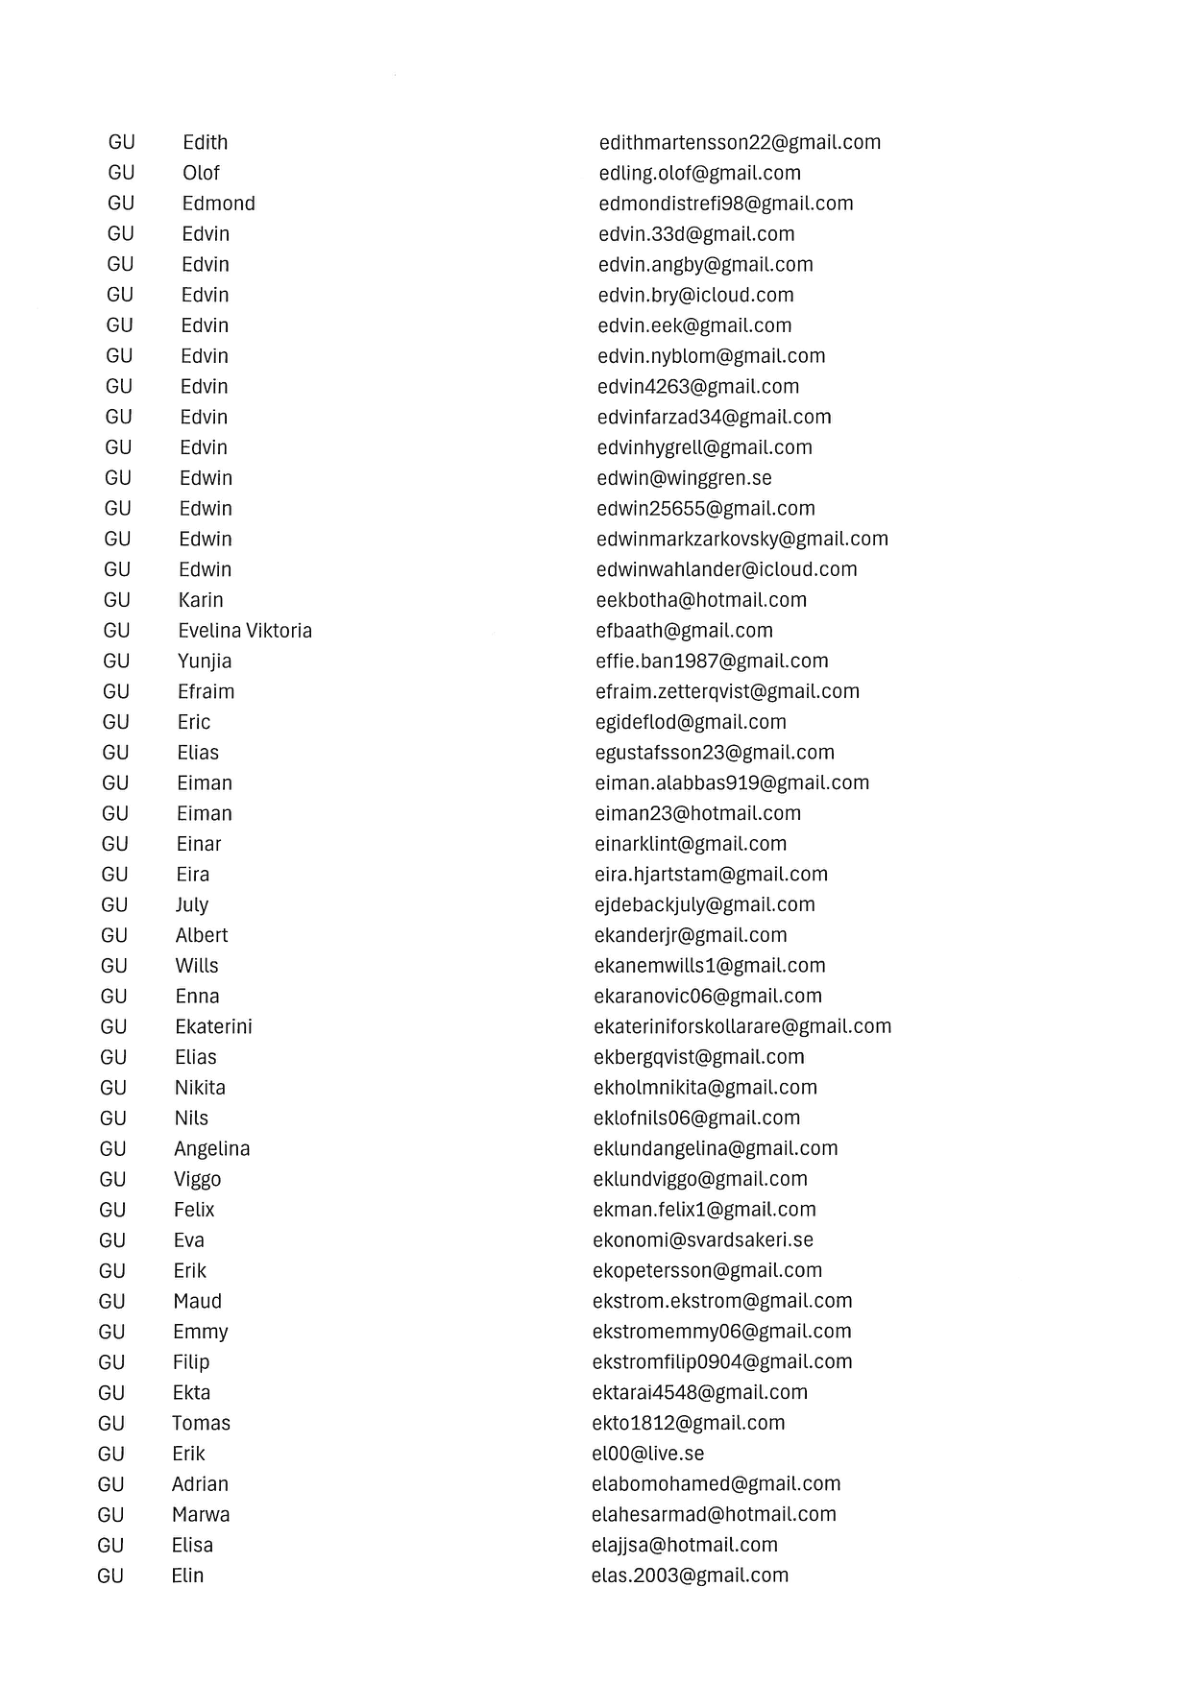 GU Edith edithmartensson22@gmail.com
GU Olof edling.olof@gmail.com
GU Edmond edmondistrefi98@gmail.com
GU Edvin edvin.33d@gmail.com
GU Edvin edvin.angby@gmail.com
GU Edvin edvin.bry@icloud.com
GU Edvin edvin.eek@gmail.com
GU Edvin edvin.nyblom@gmail.com
GU Edvin edvin4263@gmail.com
GU Edvin edvinfarzad34@gmail.com
GU Edvin edvinhygrell@gmail.com
GU Edwin edwin@winggren.se
GU Edwin edwin25655@gmail.com
GU Edwin edwinmarkzarkovsky@gmail.com
GU Edwin edwinwahlander@icloud.com
GU Karin eekbotha@hotmail.com
GU Evelina Viktoria efbaath@gmail.com
GU Yunjia effie.ban1987@gmail.com
GU Efraim efraim.zetterqvist@gmail.com
GU Eric egideflod@gmail.com
GU Elias egustafsson23@gmail.com
GU Eiman eiman.alabbas919@gmail.com
GU Eiman eiman23@hotmail.com
GU Einar einarklint@gmail.com
GU Eira eira.hjartstam@gmail.com
GU July ejdebackjuly@gmail.com
GU Albert ekanderjr@gmail.com
GU Wills ekanemwills1@gmail.com
GU Enna ekaranovic06@gmail.com
GU Ekaterini ekateriniforskollarare@gmail.com
GU Elias ekbergqvist@gmail.com
GU Nikita ekholmnikita@gmail.com
GU Nils eklofnils06@gmail.com
GU Angelina eklundangelina@gmail.com
GU Viggo eklundviggo@gmail.com
GU Felix ekman.felix1@gmail.com
GU Eva ekonomi@svardsakeri.se
GU Erik ekopetersson@gmail.com
GU Maud ekstrom.ekstrom@gmail.com
GU Emmy ekstromemmy06@gmail.com
GU Filip ekstromfilip0904@gmail.com
GU Ekta ektarai4548@gmail.com
GU Tomas ekto1812@gmail.com
GU Erik el00@live.se
GU Adrian elabomohamed@gmail.com
GU Marwa elahesarmad@hotmail.com
GU Elisa elajjsa@hotmail.com
GU Elin elas.2003@gmail.com